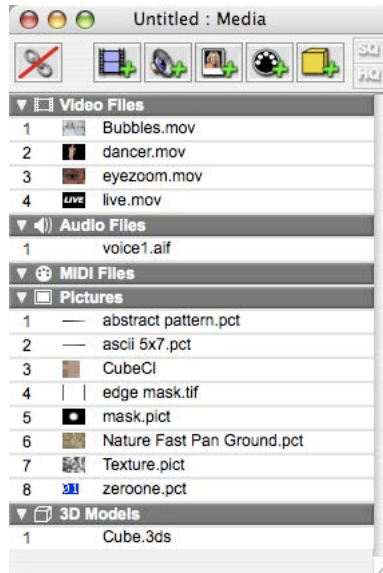 Untitled : Media
SQ
HQ
Video Files
1 Bubbles.mov
2 dancer.mov
3 eyezoom.mov
4 LIVE live.mov
Audio Files
1 voice1.aif
MIDI Files
Pictures
1 abstract pattern.pct
2 ascii 5x7.pct
3 CubeCl
4 edge mask.tif
5 mask.pict
6 Nature Fast Pan Ground.pct
7 Texture.pict
8 01 zeroone.pct
3D Models
1 Cube.3ds